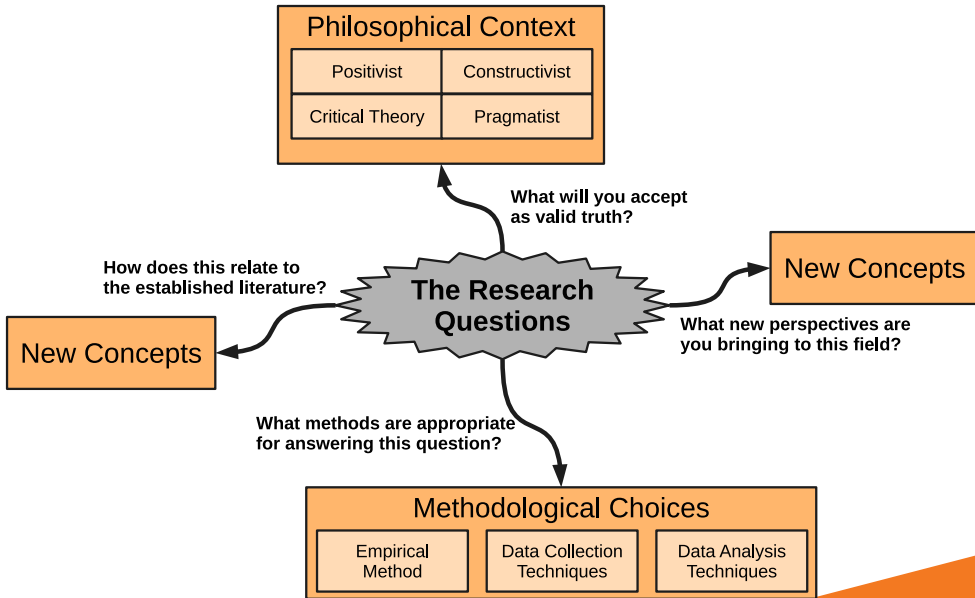 Philosophical Context
Positivist
Constructivist
Critical Theory
Pragmatist
What will you accept
as valid truth?
How does this relate to
the established literature?
The Research
Questions
New Concepts
What new perspectives are
you bringing to this field?
New Concepts
What methods are appropriate
for answering this question?
Methodological Choices
Empirical
Method
Data Collection
Techniques
Data Analysis
Techniques